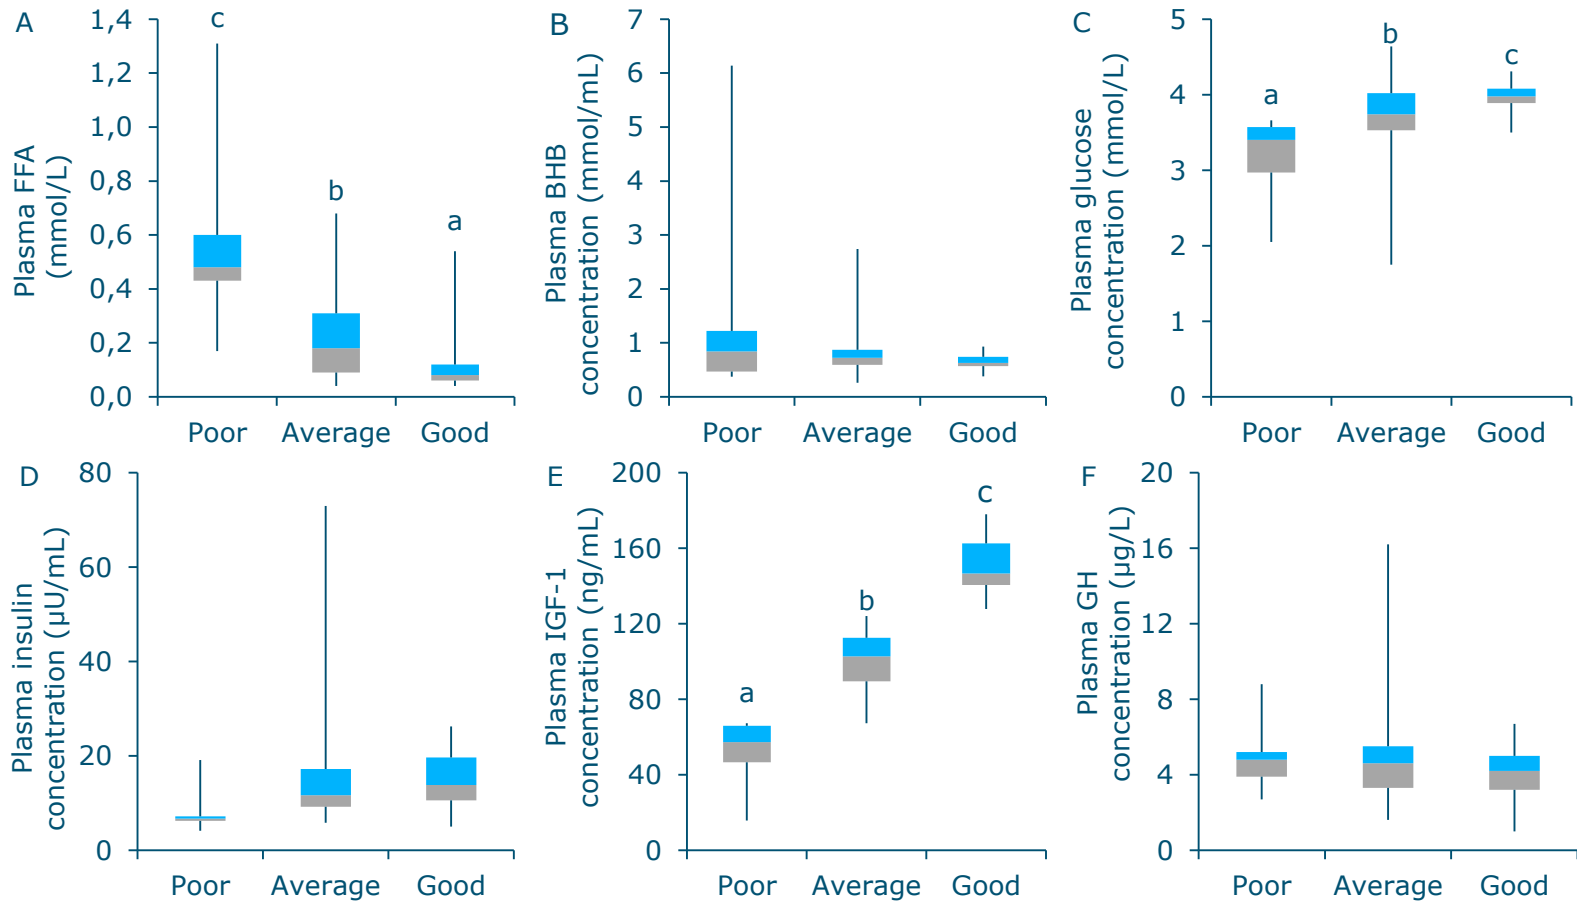 A
Plasma FFA
(mmol/L)
1,4
1,2
1,0
0,8
0,6
0,4
0,2
0,0
c
b
a
Poor Average Good
B
Plasma BHB
concentration (mmol/mL)
7
6
5
4
3
2
1
0
Poor Average Good
C
Plasma glucose
concentration (mmol/L)
5
4
3
2
1
0
a
b
c
Poor Average Good
D
Plasma insulin
concentration (μU/mL)
80
60
40
20
0
Poor Average Good
E
Plasma IGF-1
concentration (ng/mL)
200
160
120
80
40
0
a
b
c
Poor Average Good
F
Plasma GH
concentration (μg/L)
20
16
12
8
4
0
Poor Average Good